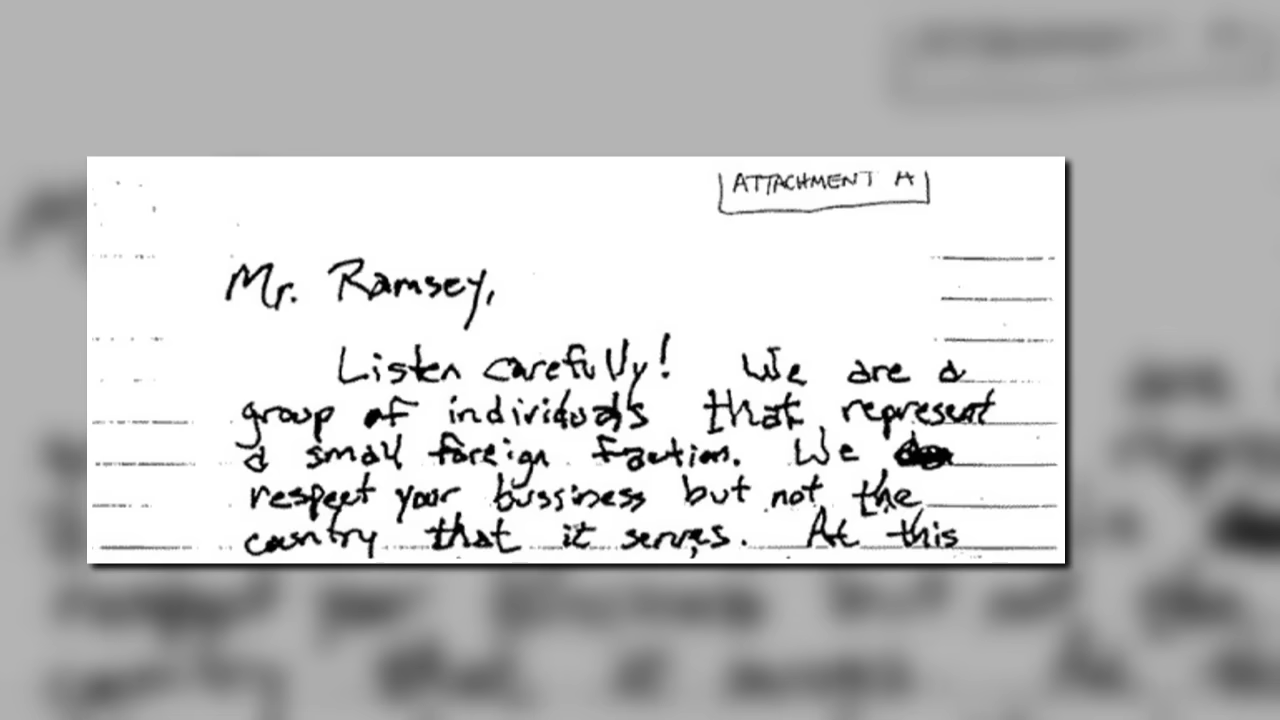 ATTACHMENT A
Mr. Ramsey,
Listen carefully! We are a
group of individuals that represent
a small foreign faction. We
respect your bussiness but not the
country that it serves. At this